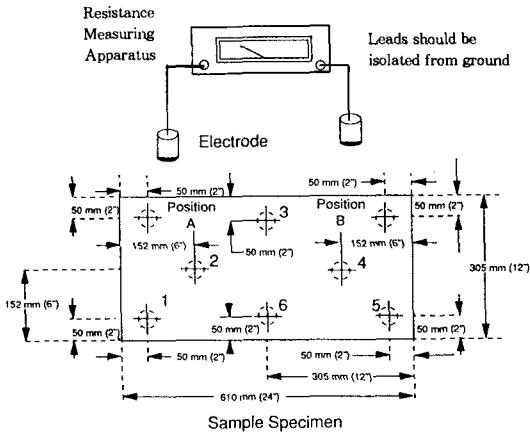 Resistance
Measuring
Apparatus
Leads should be
isolated from ground
Electrode
50 mm (2")
50 mm (2")
50 mm (2")
Position
A
3
Position
B
50 mm (2")
152 mm (6")
50 mm (2")
152 mm (6")
305 mm (12")
2
4
152 mm (6")
1
6
5
50 mm (2")
50 mm (2")
50 mm (2")
50 mm (2")
50 mm (2")
305 mm (12")
610 mm (24")
Sample Specimen